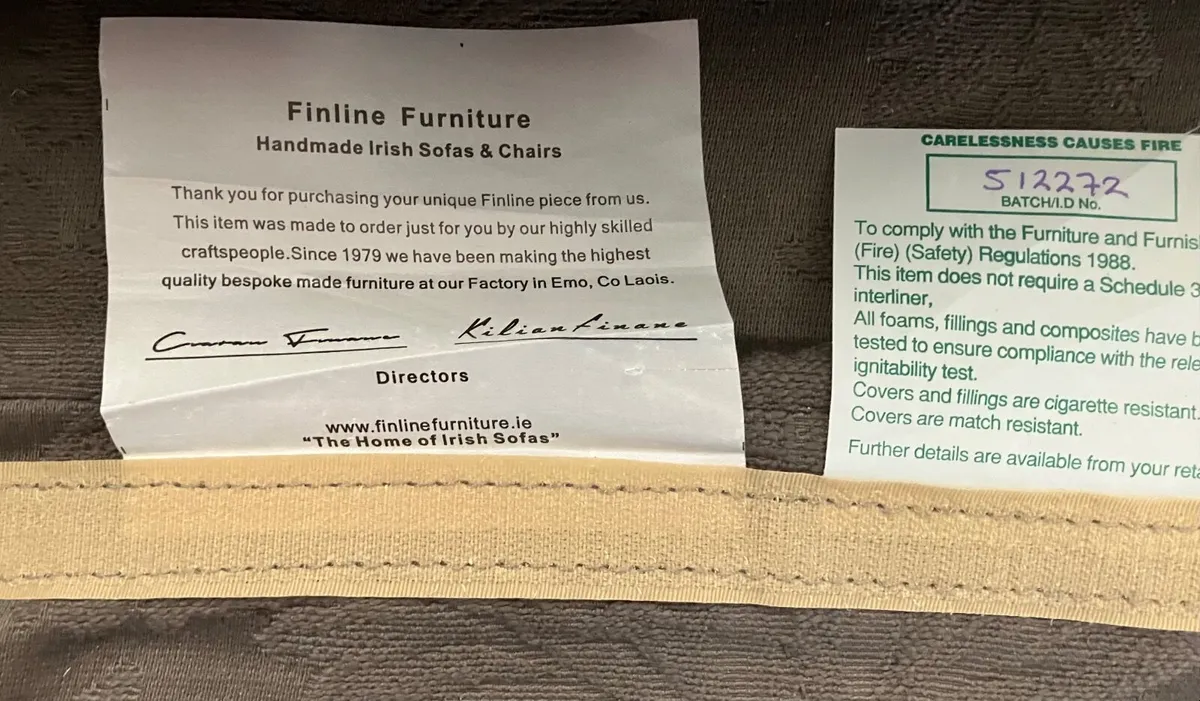 Finline Furniture
Handmade Irish Sofas & Chairs
Thank you for purchasing your unique Finline piece from us.
This item was made to order just for you by our highly skilled
craftspeople.Since 1979 we have been making the highest
quality bespoke made furniture at our Factory in Emo, Co Laois.
Kilian Finane
Directors
www.finlinefurniture.ie
“The Home of Irish Sofas”
CARELESSNESS CAUSES FIRE
512272
BATCH/I.D No.
To comply with the Furniture and Furnis
(Fire) (Safety) Regulations 1988.
This item does not require a Schedule 3
interliner,
All foams, fillings and composites have b
tested to ensure compliance with the rele
ignitability test.
Covers and fillings are cigarette resistant.
Covers are match resistant.
Further details are available from your reta